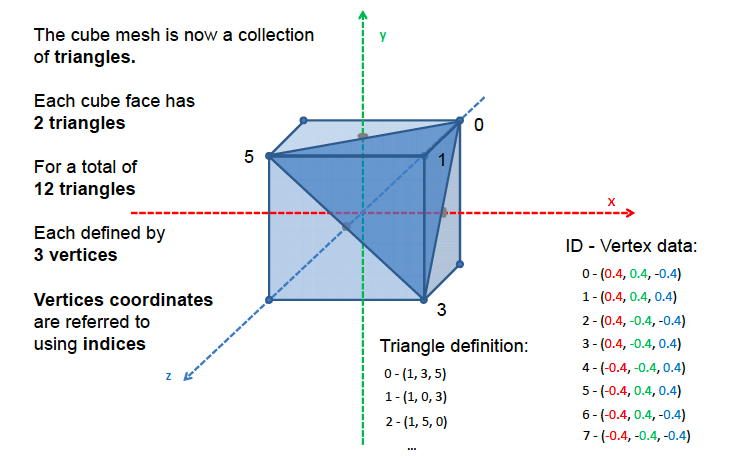 The cube mesh is now a collection
of triangles.
Each cube face has
2 triangles
For a total of
12 triangles
Each defined by
3 vertices
Vertices coordinates
are referred to
using indices
y
0
5
1
x
3
z
Triangle definition:
0 - (1, 3, 5)
1 - (1, 0, 3)
2 - (1, 5, 0)
...
ID - Vertex data:
0 - (0.4, 0.4, -0.4)
1 - (0.4, 0.4, 0.4)
2 - (0.4, -0.4, -0.4)
3 - (0.4, -0.4, 0.4)
4 - (-0.4, -0.4, 0.4)
5 - (-0.4, 0.4, 0.4)
6 - (-0.4, 0.4, -0.4)
7 - (-0.4, -0.4, -0.4)